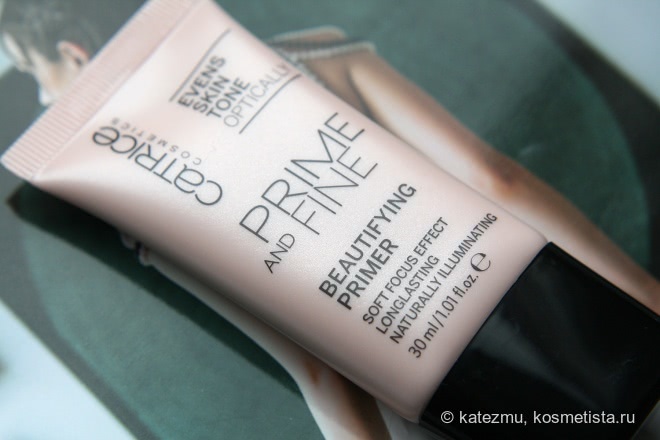 CATRICE
COSMETICS
EVENS
SKIN
TONE
OPTICALLY
PRIME
AND FINE
BEAUTIFYING
PRIMER
SOFT FOCUS EFFECT
LONGLASTING
NATURALLY ILLUMINATING
30 ml/1.01 fl.oz. ℮
© katezmu, kosmetista.ru